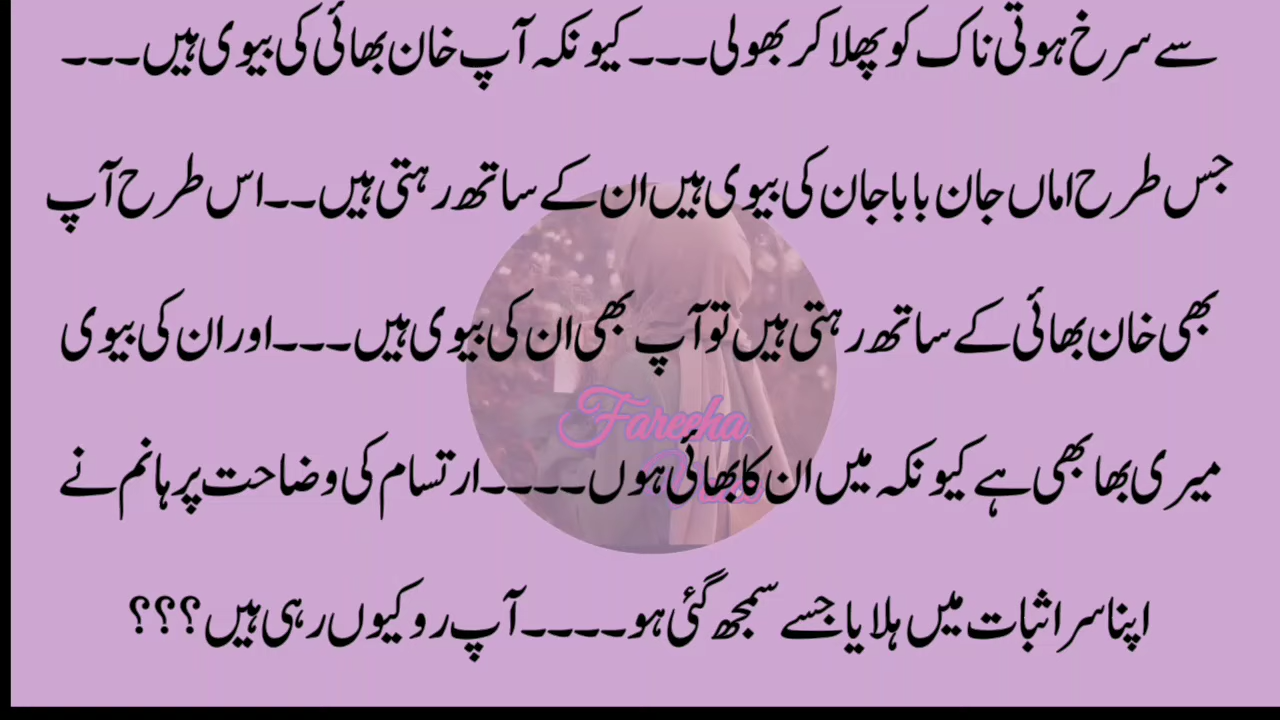 سے سرخ ہوتی ناک کو پھلا کر بھولی۔۔۔ کیونکہ آپ خان بھائی کی بیوی ہیں۔۔۔
جس طرح اماں جان بابا جان کی بیوی ہیں ان کے ساتھ رہتی ہیں۔۔اس طرح آپ
بھی خان بھائی کے ساتھ رہتی ہیں تو آپ بھی ان کی بیوی ہیں۔۔۔اور ان کی بیوی
Fareeha
میری بھابھی ہے کیونکہ میں ان کا بھائی ہوں۔۔۔۔ارتسام کی وضاحت پر ہانم نے
اپنا سر اثبات میں ہلایا جسے سمجھ گئی ہو۔۔۔۔آپ رو کیوں رہی ہیں؟؟؟